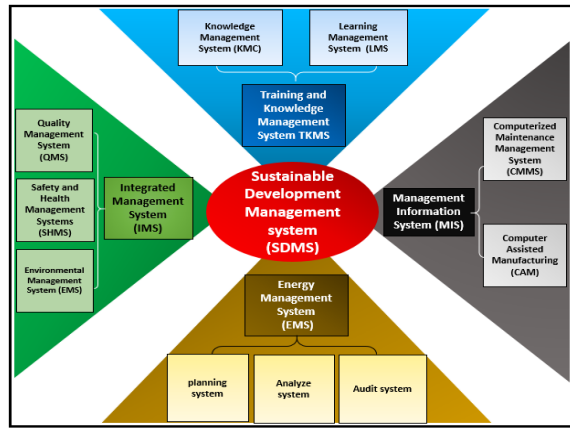 Knowledge
Management
System (KMC)
Learning
Management
System (LMS
Training and
Knowledge
Management
System TKMS
Quality
Management
System
(QMS)
Safety and
Health
Management
Systems
(SHMS)
Environmental
Management
System (EMS)
Integrated
Management
System
(IMS)
Sustainable
Development
Management
system
(SDMS)
Management
Information
System (MIS)
Computerized
Maintenance
Management
System
(CMMS)
Computer
Assisted
Manufacturing
(CAM)
Energy
Management
System
(EMS)
planning
system
Analyze
system
Audit system